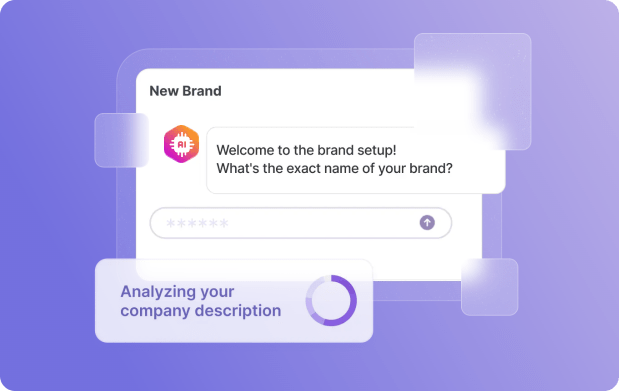 New Brand
AI
Welcome to the brand setup!
What's the exact name of your brand?
******
Analyzing your
company description